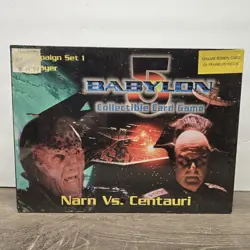 paign Set 1
BABYLON
5
Collectible Card Game
Narn Vs. Centauri